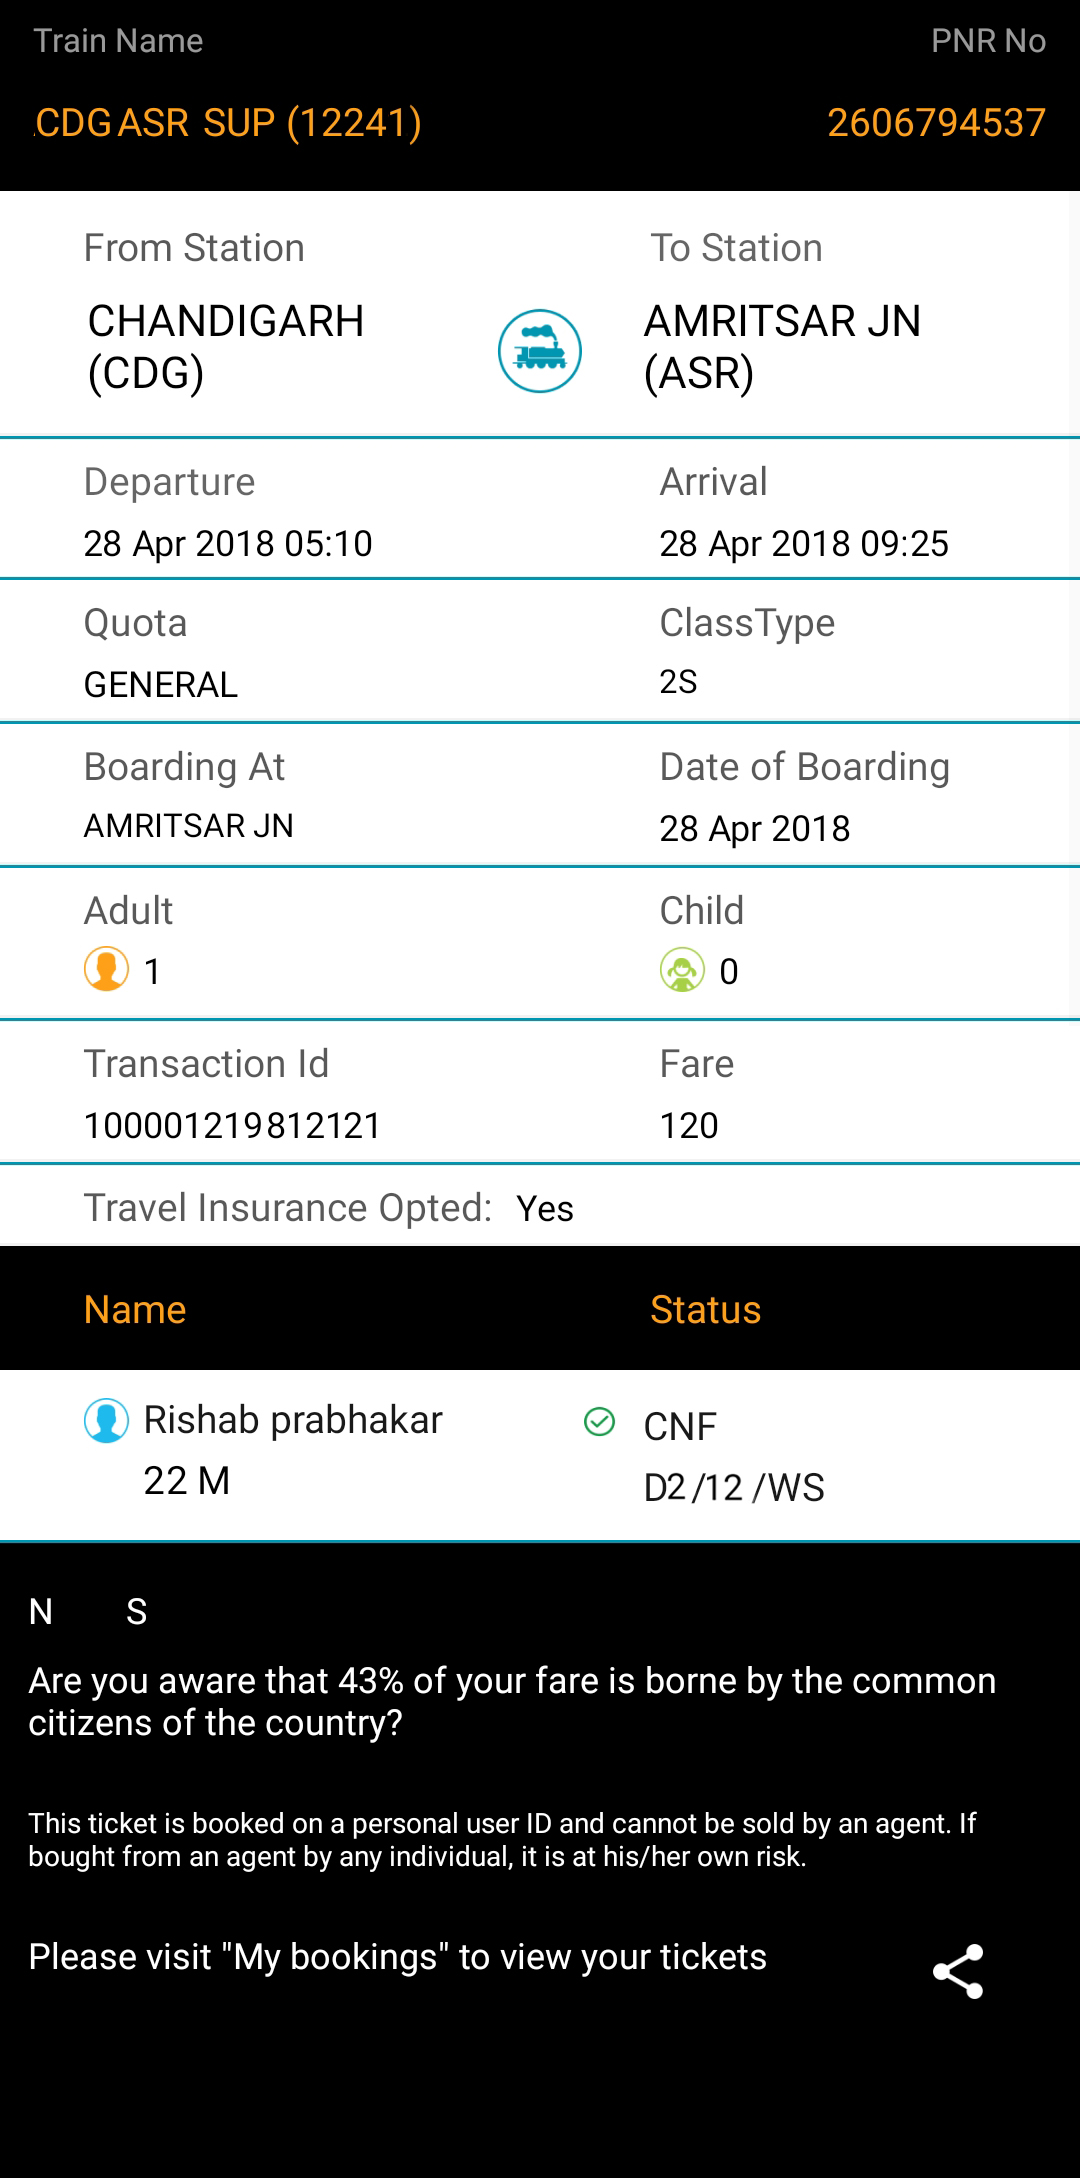 Train Name PNR No
CDG ASR SUP (12241) 2606794537
From Station To Station
CHANDIGARH AMRITSAR JN
(CDG) (ASR)
Departure Arrival
28 Apr 2018 05:10 28 Apr 2018 09:25
Quota ClassType
GENERAL 2S
Boarding At Date of Boarding
AMRITSAR JN 28 Apr 2018
Adult Child
1 0
Transaction Id Fare
100001219812121 120
Travel Insurance Opted: Yes
Name Status
Rishab prabhakar CNF
22 M D2 /12 /WS
N S
Are you aware that 43% of your fare is borne by the common
citizens of the country?
This ticket is booked on a personal user ID and cannot be sold by an agent. If
bought from an agent by any individual, it is at his/her own risk.
Please visit "My bookings" to view your tickets